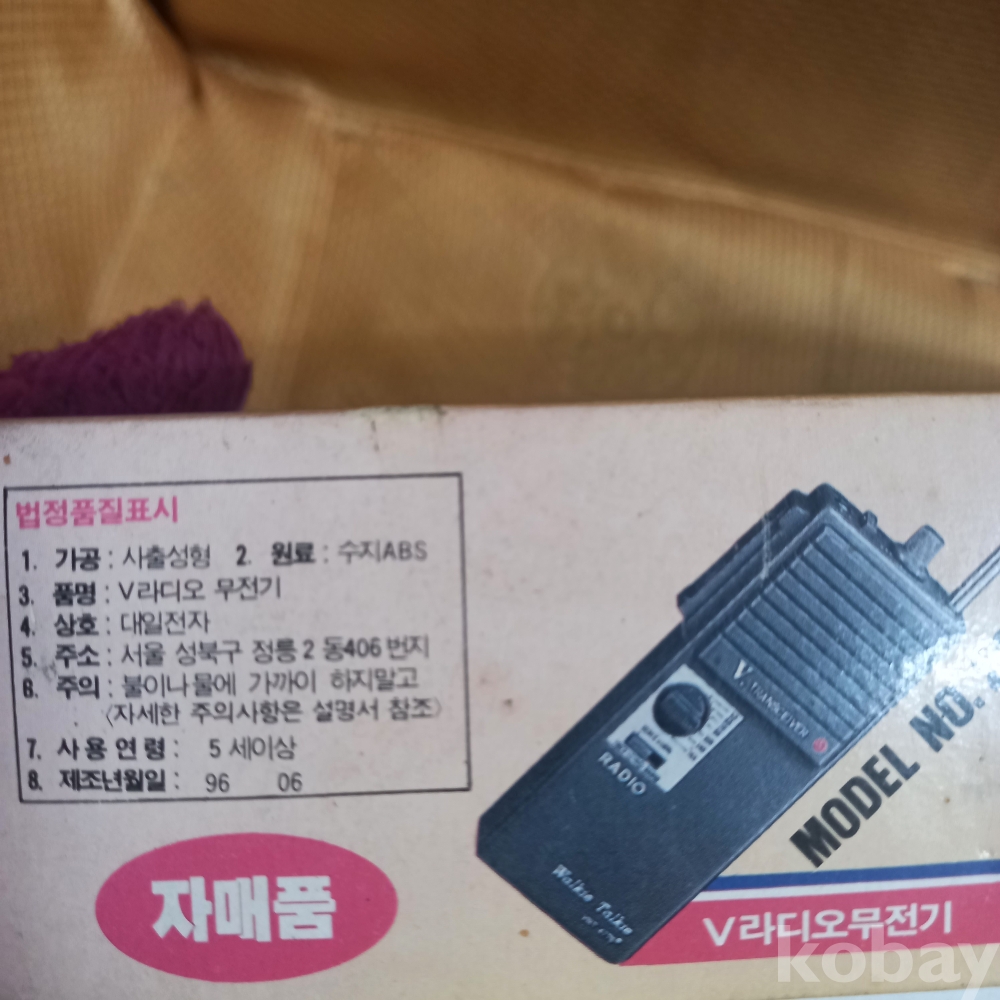 법정품질표시
1. 가공 : 사출성형 2. 원료 : 수지ABS
3. 품명 : V라디오 무전기
4. 상호 : 대일전자
5. 주소 : 서울 성북구 정릉2동406번지
6. 주의 : 불이나물에 가까이 하지말고
〈자세한 주의사항은 설명서 참조〉
7. 사용연령 : 5세이상
8. 제조년월일 : 96 06
자매품
V TRANSCEIVER
RADIO
Walkie Talkie
MODEL NO.
V라디오무전기
kobay